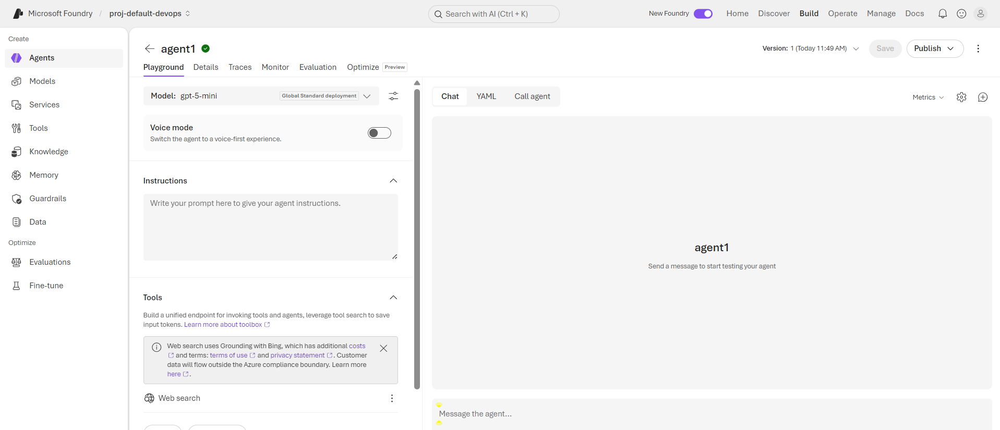 Microsoft Foundry / proj-default-devops
Search with AI (Ctrl + K)
New Foundry
Home Discover Build Operate Manage Docs
Create
Agents
Models
Services
Tools
Knowledge
Memory
Guardrails
Data
Optimize
Evaluations
Fine-tune
agent1
Version: 1 (Today 11:49 AM)
Save
Publish
Playground Details Traces Monitor Evaluation Optimize Preview
Model: gpt-5-mini
Global Standard deployment
Voice mode
Switch the agent to a voice-first experience.
Instructions
Write your prompt here to give your agent instructions.
Tools
Build a unified endpoint for invoking tools and agents, leverage tool search to save
input tokens. Learn more about toolbox
Web search uses Grounding with Bing, which has additional costs
and terms: terms of use and privacy statement . Customer
data will flow outside the Azure compliance boundary. Learn more
here .
Web search
Chat YAML Call agent
Metrics
agent1
Send a message to start testing your agent
Message the agent...